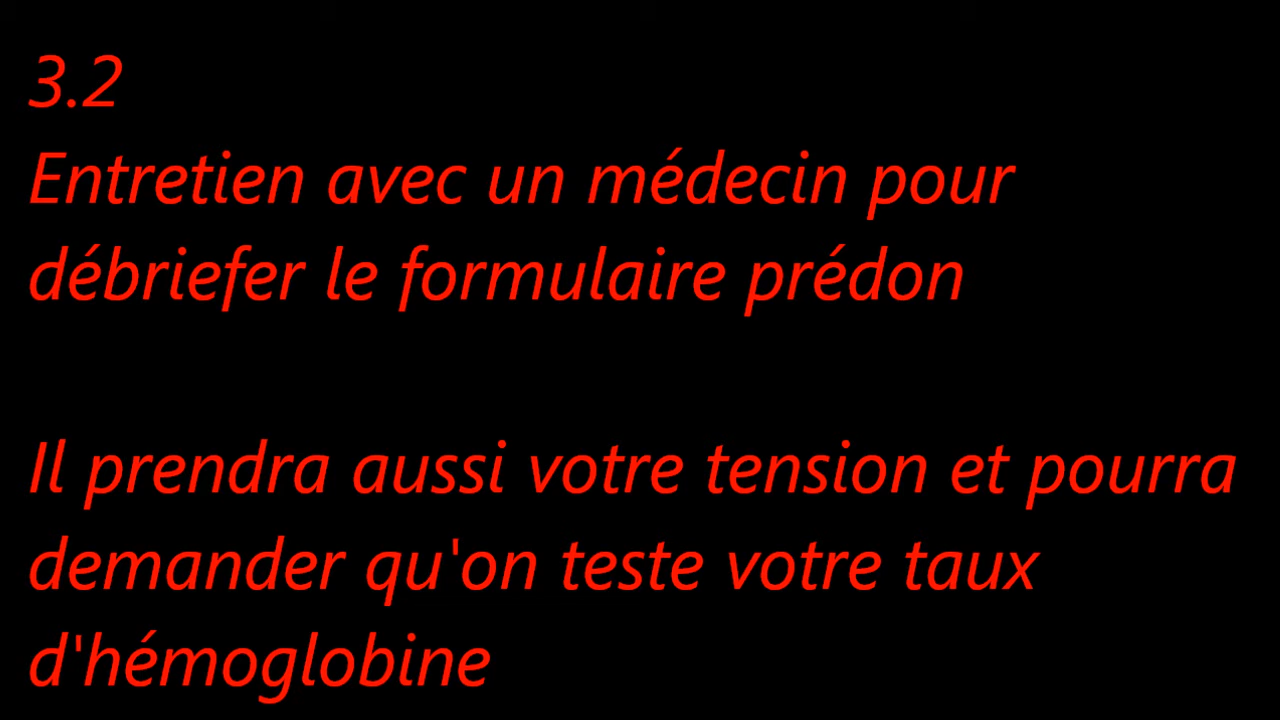 3.2
Entretien avec un médecin pour
débriefer le formulaire prédon
Il prendra aussi votre tension et pourra
demander qu'on teste votre taux
d'hémoglobine